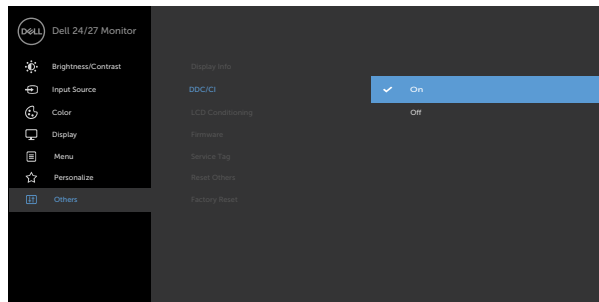 DELL
Dell 24/27 Monitor
Brightness/Contrast
Input Source
Color
Display
Menu
Personalize
Others
Display Info
DDC/CI
LCD Conditioning
Firmware
Service Tag
Reset Others
Factory Reset
On
Off